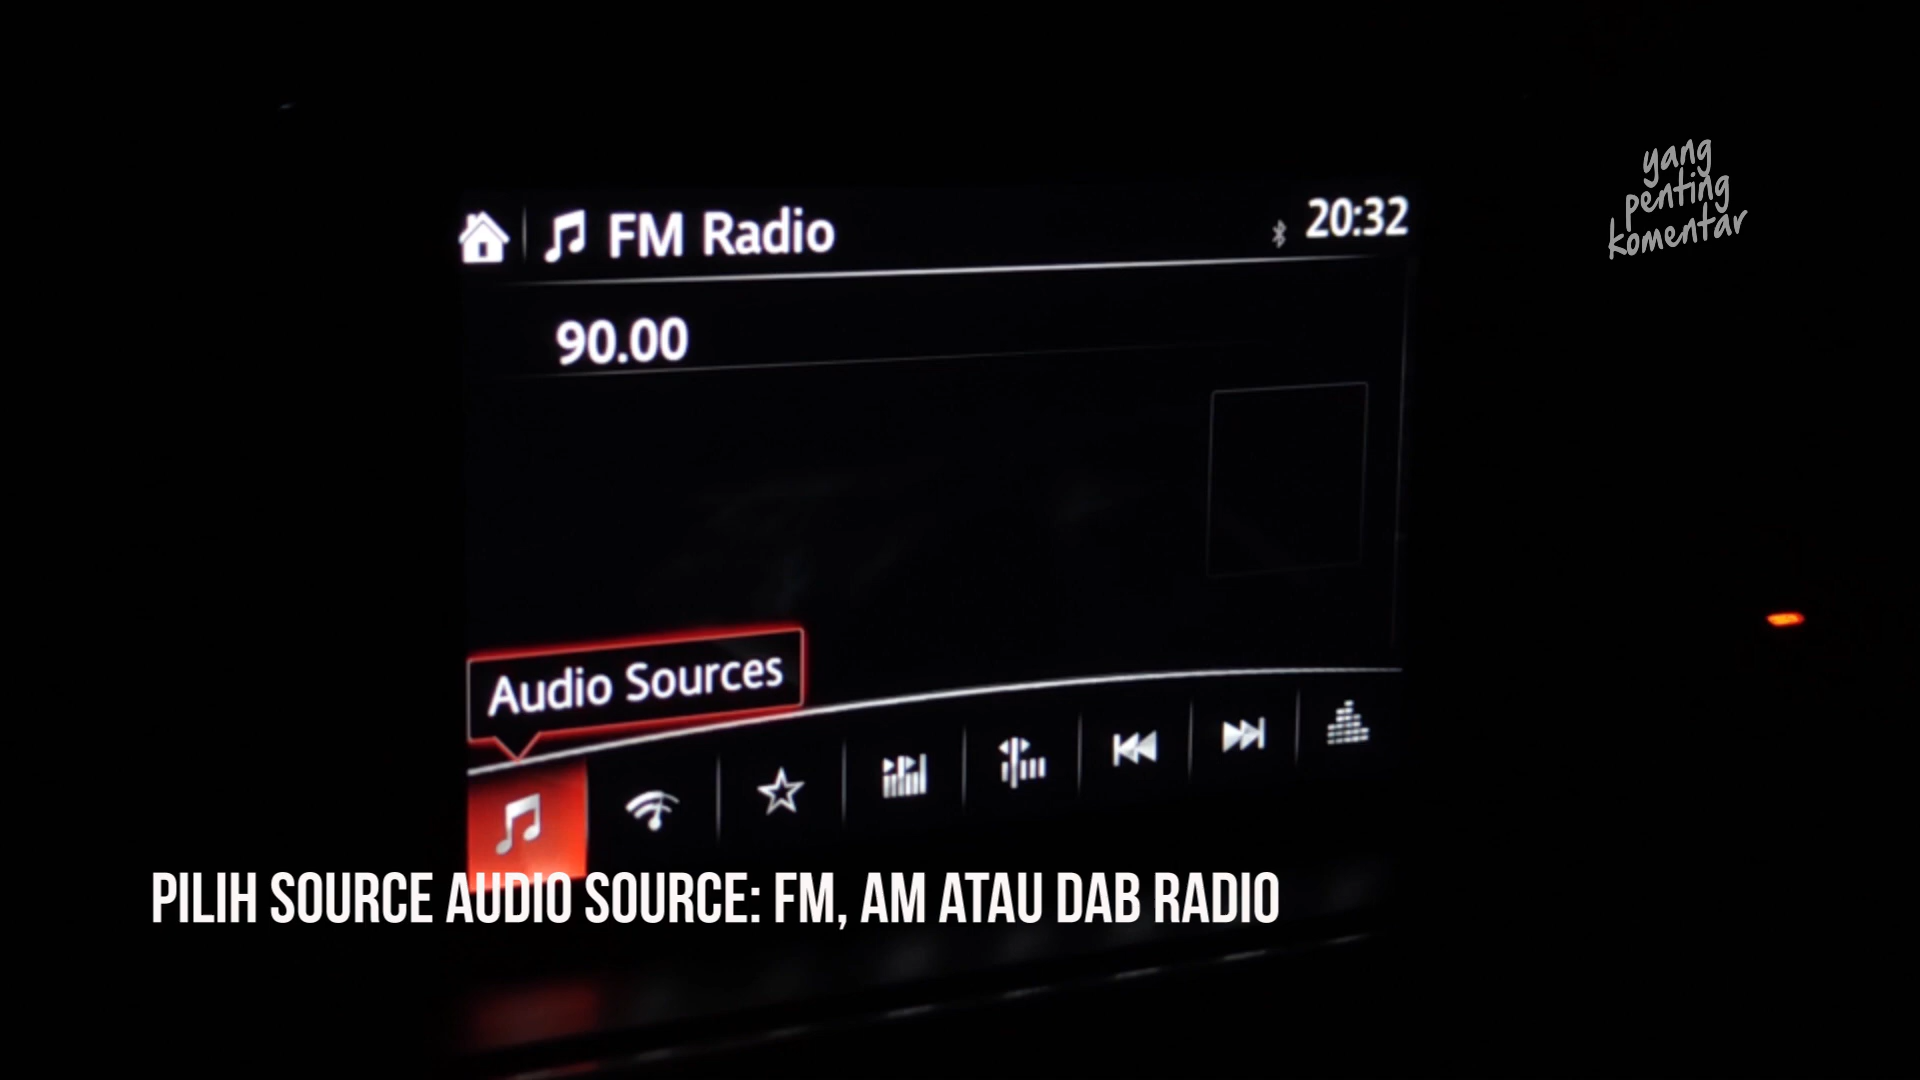 FM Radio
20:32
yang
penting
komentar
90.00
Audio Sources
PILIH SOURCE AUDIO SOURCE: FM, AM ATAU DAB RADIO